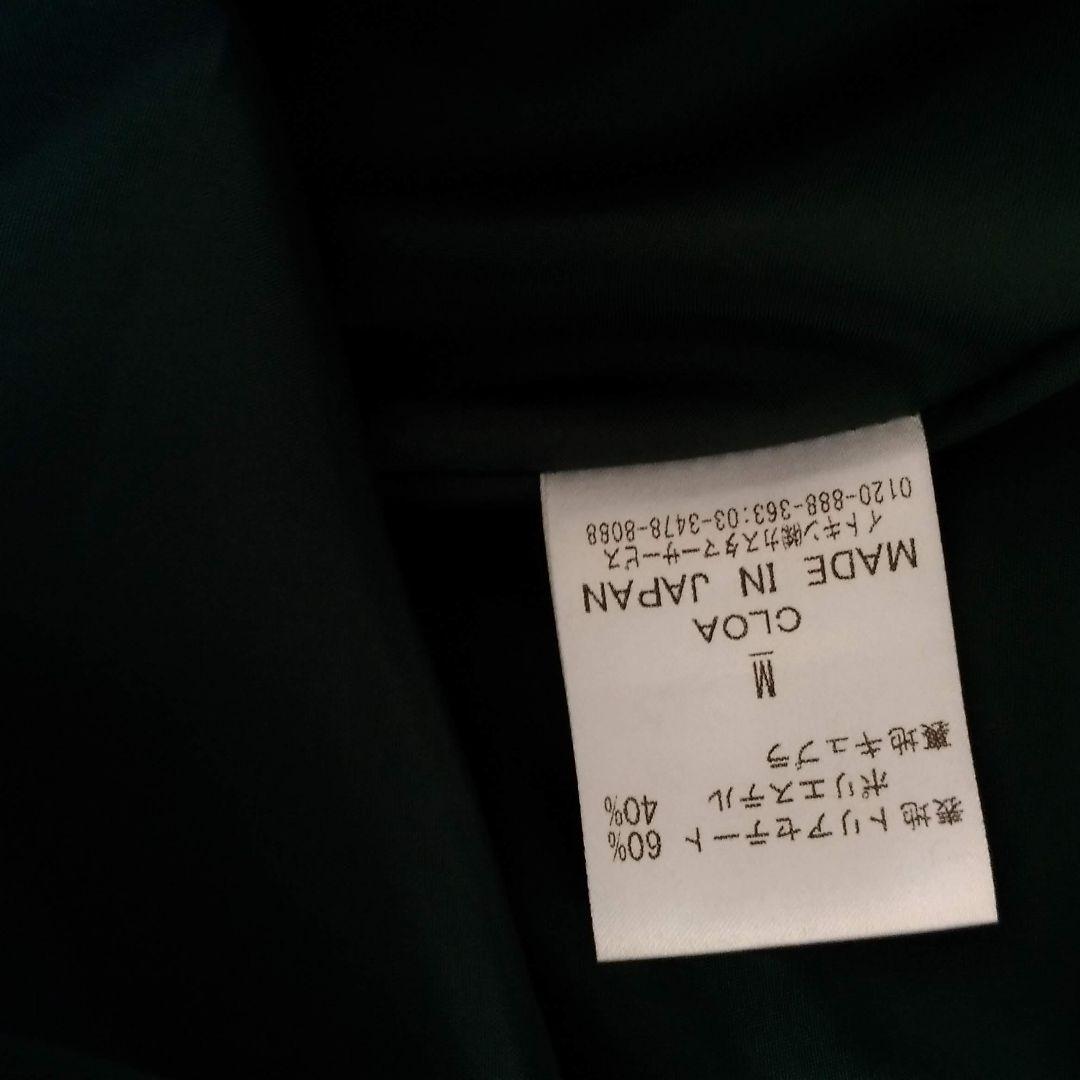 表地 トリアセテート 60%
ポリエステル 40%
裏地キュプラ
M
CLOA
MADE IN JAPAN
イトキン㈱カスタマーサービス
0120-888-363:03-3478-8088